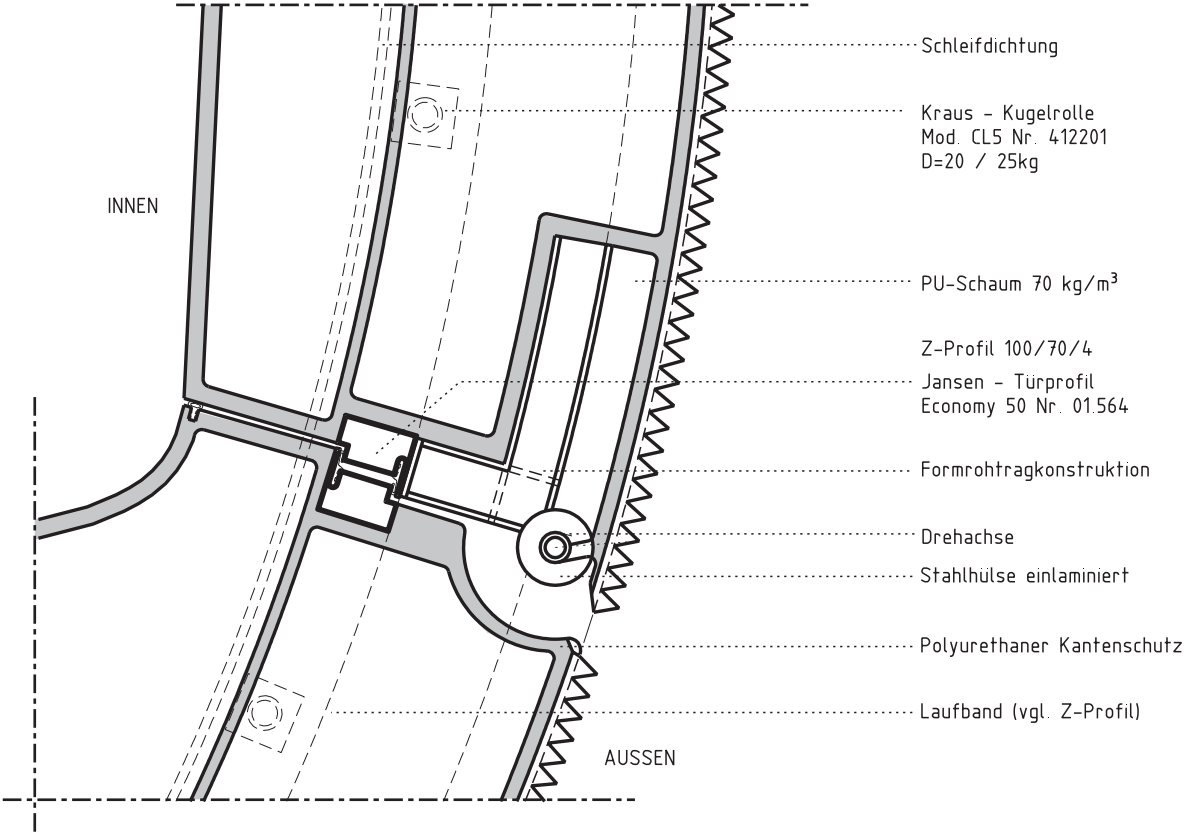 Schleifdichtung
Kraus - Kugelrolle
Mod. CL5 Nr. 412201
D=20 / 25kg
INNEN
PU-Schaum 70 kg/m³
Z-Profil 100/70/4
Jansen - Türprofil
Economy 50 Nr. 01.564
Formrohtragkonstruktion
Drehachse
Stahlhülse einlaminiert
Polyurethaner Kantenschutz
Laufband (vgl. Z-Profil)
AUSSEN